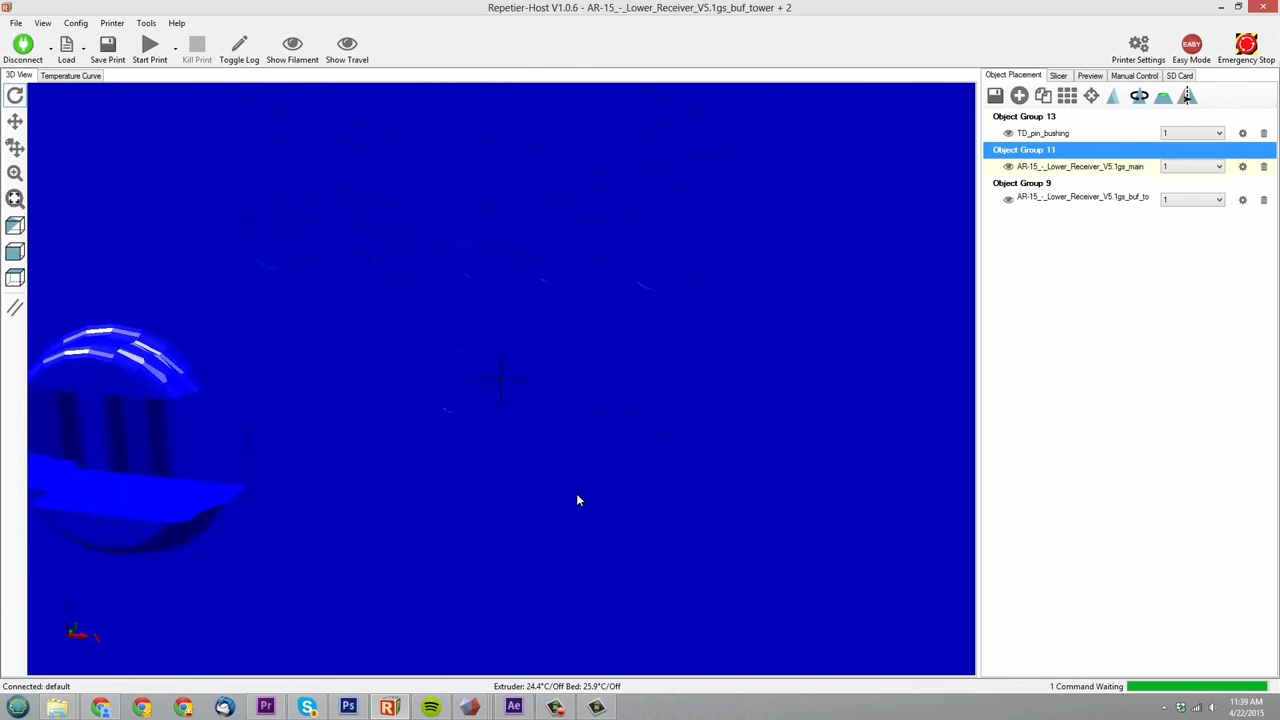 Repetier-Host V1.0.6 - AR-15_-_Lower_Receiver_V5.1gs_buf_tower + 2
File View Config Printer Tools Help
Disconnect Load Save Print Start Print Kill Print Toggle Log Show Filament Show Travel Printer Settings Easy Mode Emergency Stop
EASY
3D View Temperature Curve
Object Placement Slicer Preview Manual Control SD Card
Object Group 13
TD_pin_bushing 1
Object Group 11
AR-15_-_Lower_Receiver_V5.1gs_main 1
Object Group 9
AR-15_-_Lower_Receiver_V5.1gs_buf_to 1
Connected: default
Extruder: 24.4°C/Off Bed: 25.9°C/Off
1 Command Waiting
Pr Ps Ae
11:39 AM
4/22/2015